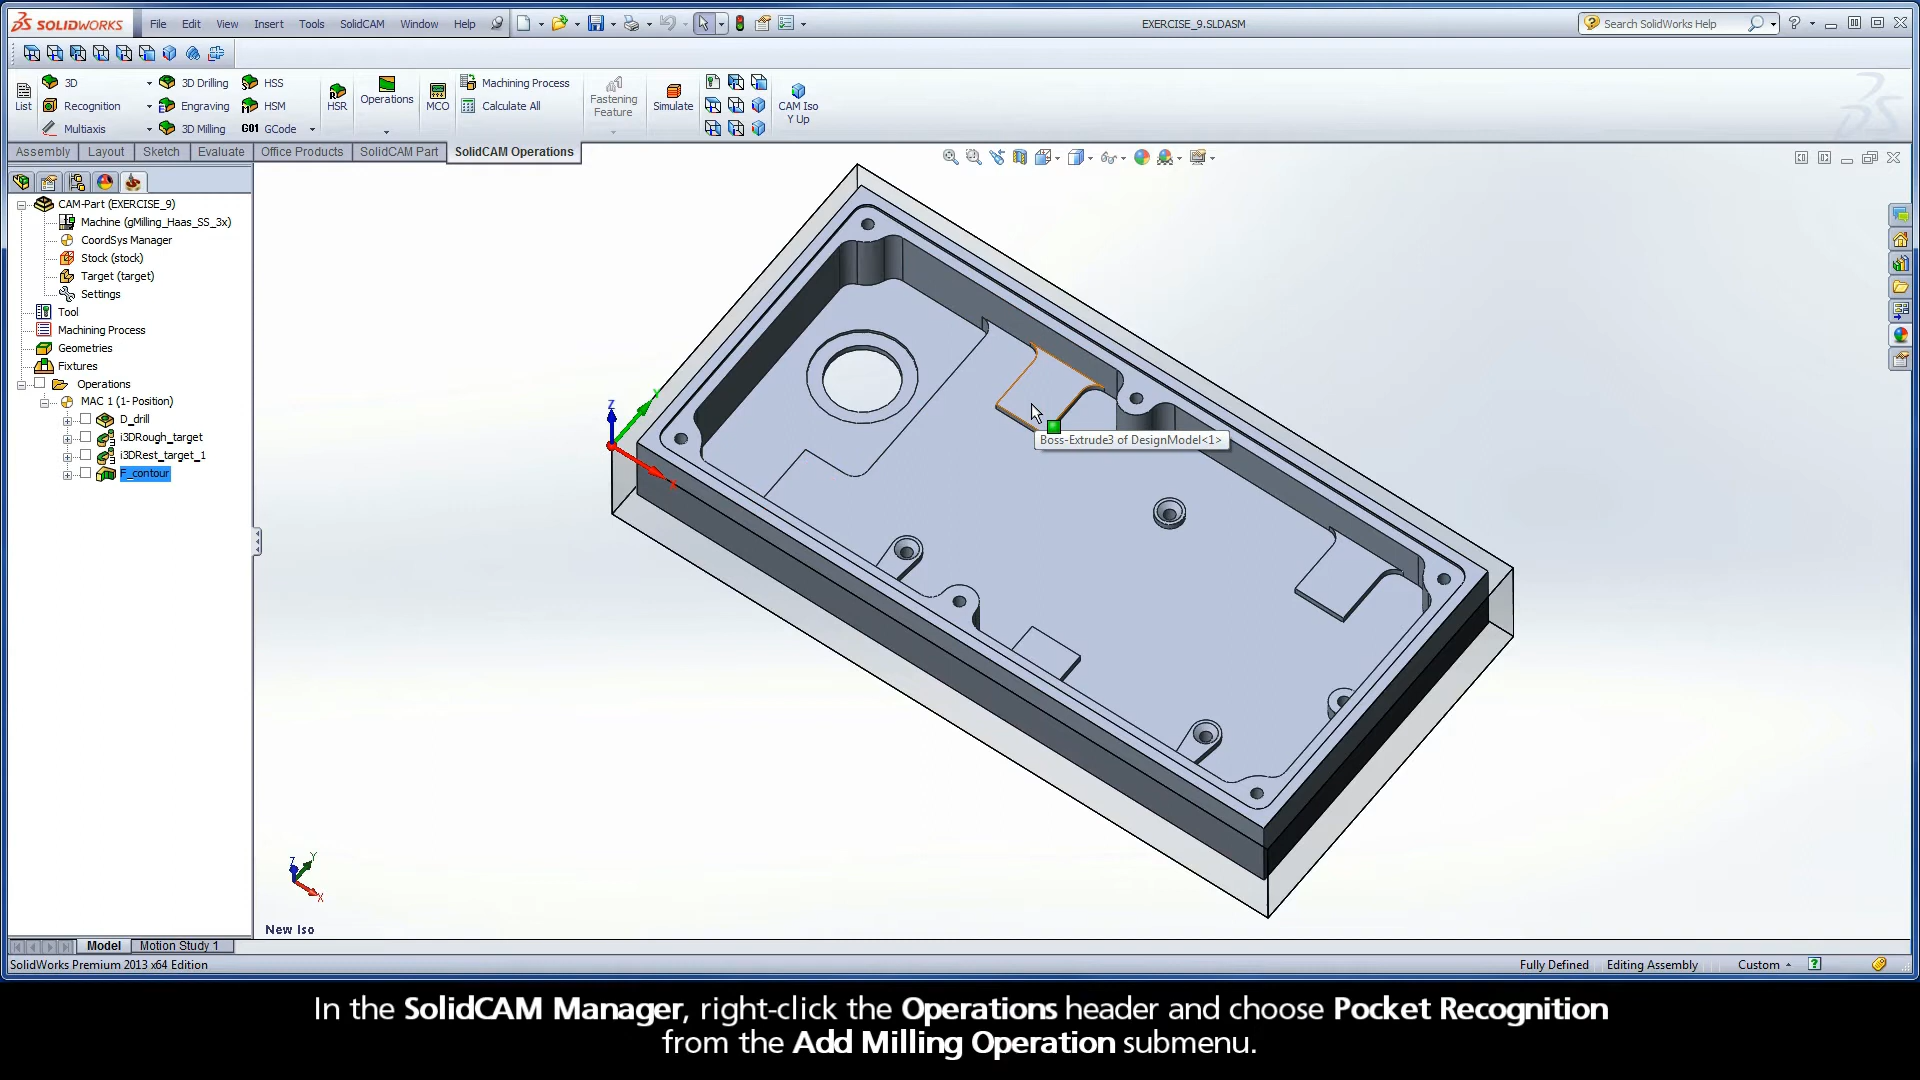 SOLIDWORKS
File
Edit
View
Insert
Tools
SolidCAM
Window
Help
EXERCISE_9.SLDASM
Search SolidWorks Help
List
3D
Recognition
Multiaxis
3D Drilling
Engraving
3D Milling
HSS
HSM
G01 GCode
HSR
Operations
MCO
Machining Process
Calculate All
Fastening
Feature
Simulate
CAM Iso
Y Up
Assembly
Layout
Sketch
Evaluate
Office Products
SolidCAM Part
SolidCAM Operations
CAM-Part (EXERCISE_9)
Machine (gMilling_Haas_SS_3x)
CoordSys Manager
Stock (stock)
Target (target)
Settings
Tool
Machining Process
Geometries
Fixtures
Operations
MAC 1 (1- Position)
D_drill
i3DRough_target
i3DRest_target_1
F_contour
Z
Boss-Extrude3 of DesignModel<1>
Z
Y
X
New Iso
Model
Motion Study 1
SolidWorks Premium 2013 x64 Edition
Fully Defined
Editing Assembly
Custom
In the SolidCAM Manager, right-click the Operations header and choose Pocket Recognition
from the Add Milling Operation submenu.